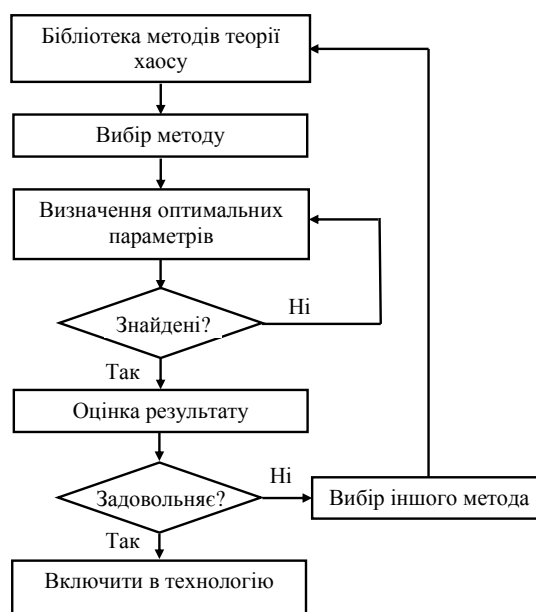 Бібліотека методів теорії
хаосу
Вибір методу
Визначення оптимальних
параметрів
Знайдені?
Ні
Так
Оцінка результату
Задовольняє?
Ні
Вибір іншого метода
Так
Включити в технологію